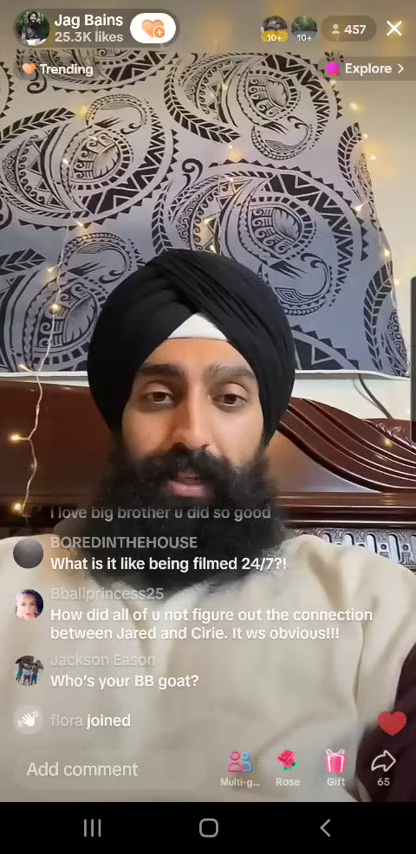 Jag Bains
25.3K likes
10+
10+
457
Trending
Explore >
I love big brother u did so good
BOREDINTHEHOUSE
What is it like being filmed 24/7?!
Bballprincess25
How did all of u not figure out the connection
between Jared and Cirie. It ws obvious!!!
Jackson Eason
Who's your BB goat?
flora joined
Add comment
Multi-g...
Rose
Gift
65